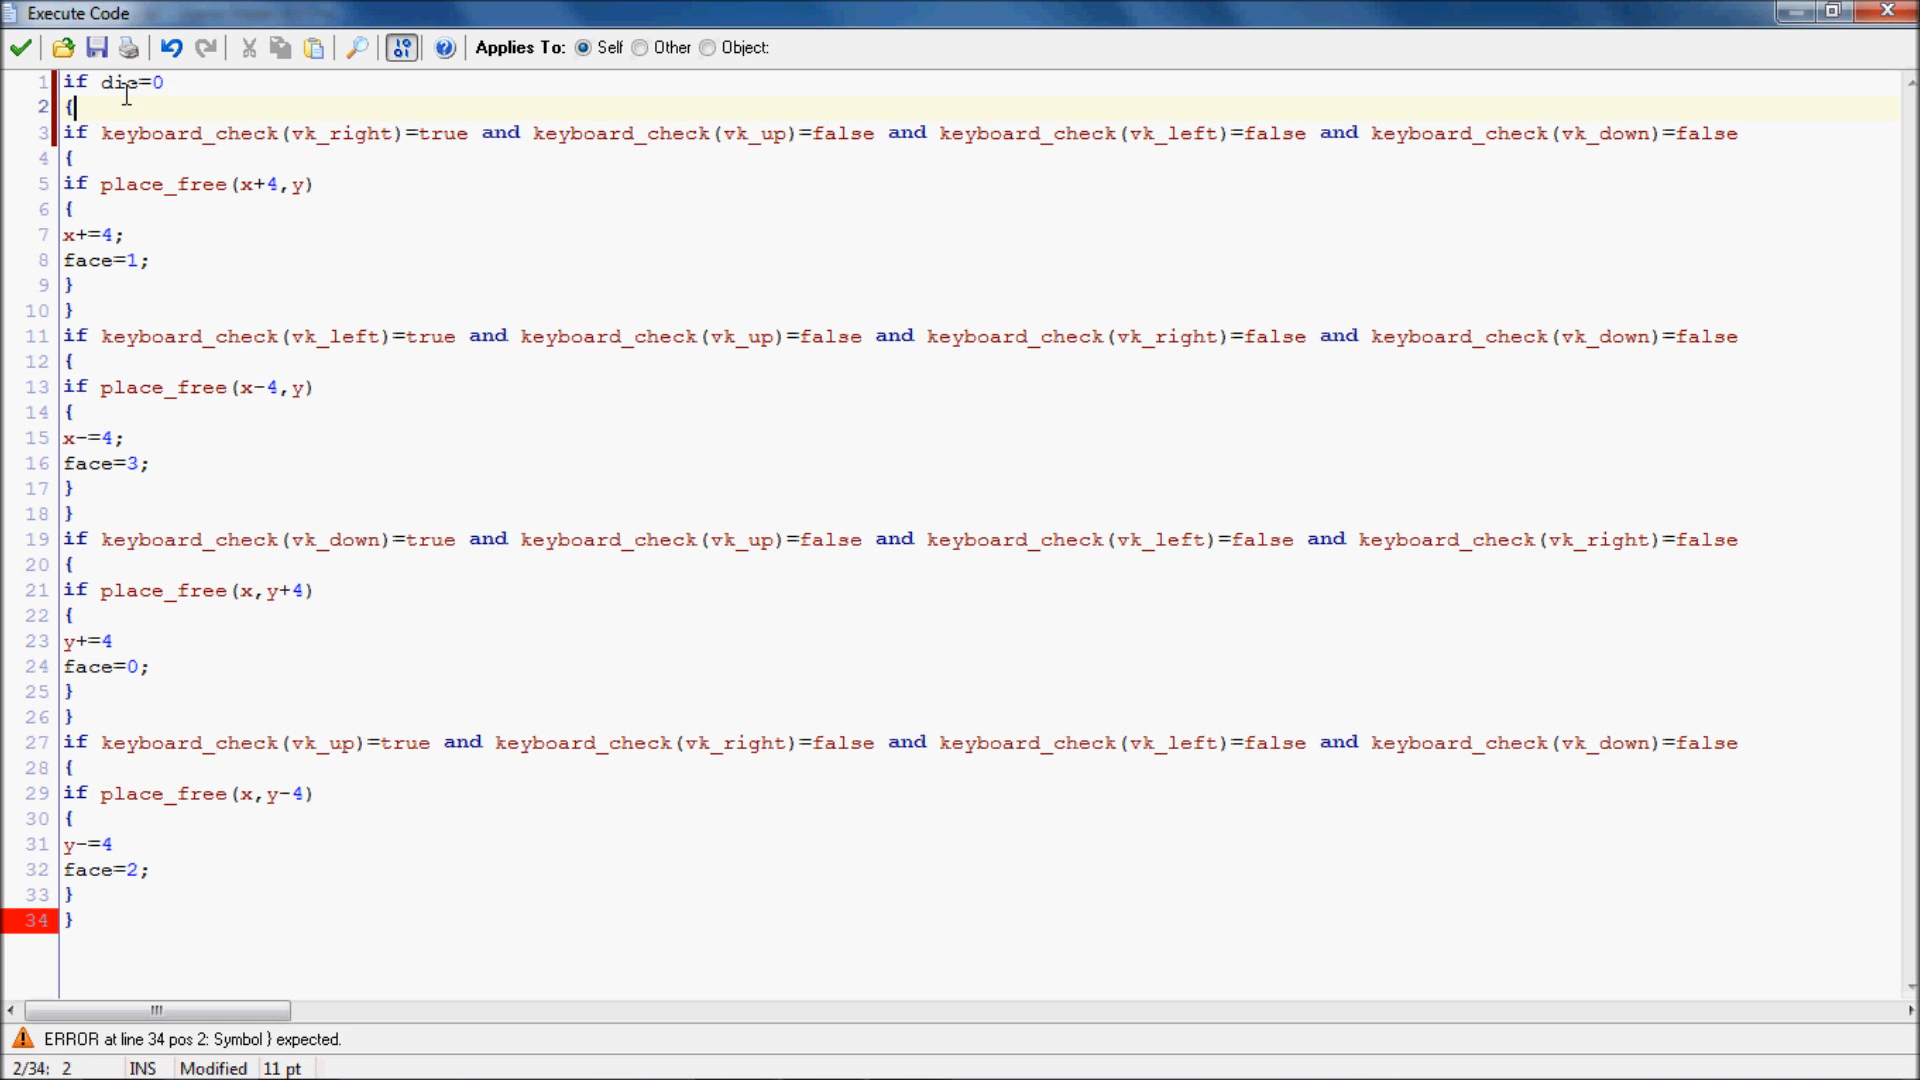 Execute Code
Applies To: Self Other Object:
1 if die=0
2 {
3 if keyboard_check(vk_right)=true and keyboard_check(vk_up)=false and keyboard_check(vk_left)=false and keyboard_check(vk_down)=false
4 {
5 if place_free(x+4,y)
6 {
7 x+=4;
8 face=1;
9 }
10 }
11 if keyboard_check(vk_left)=true and keyboard_check(vk_up)=false and keyboard_check(vk_right)=false and keyboard_check(vk_down)=false
12 {
13 if place_free(x-4,y)
14 {
15 x-=4;
16 face=3;
17 }
18 }
19 if keyboard_check(vk_down)=true and keyboard_check(vk_up)=false and keyboard_check(vk_left)=false and keyboard_check(vk_right)=false
20 {
21 if place_free(x,y+4)
22 {
23 y+=4
24 face=0;
25 }
26 }
27 if keyboard_check(vk_up)=true and keyboard_check(vk_right)=false and keyboard_check(vk_left)=false and keyboard_check(vk_down)=false
28 {
29 if place_free(x,y-4)
30 {
31 y-=4
32 face=2;
33 }
34 }
ERROR at line 34 pos 2: Symbol } expected.
2/34: 2 INS Modified 11 pt